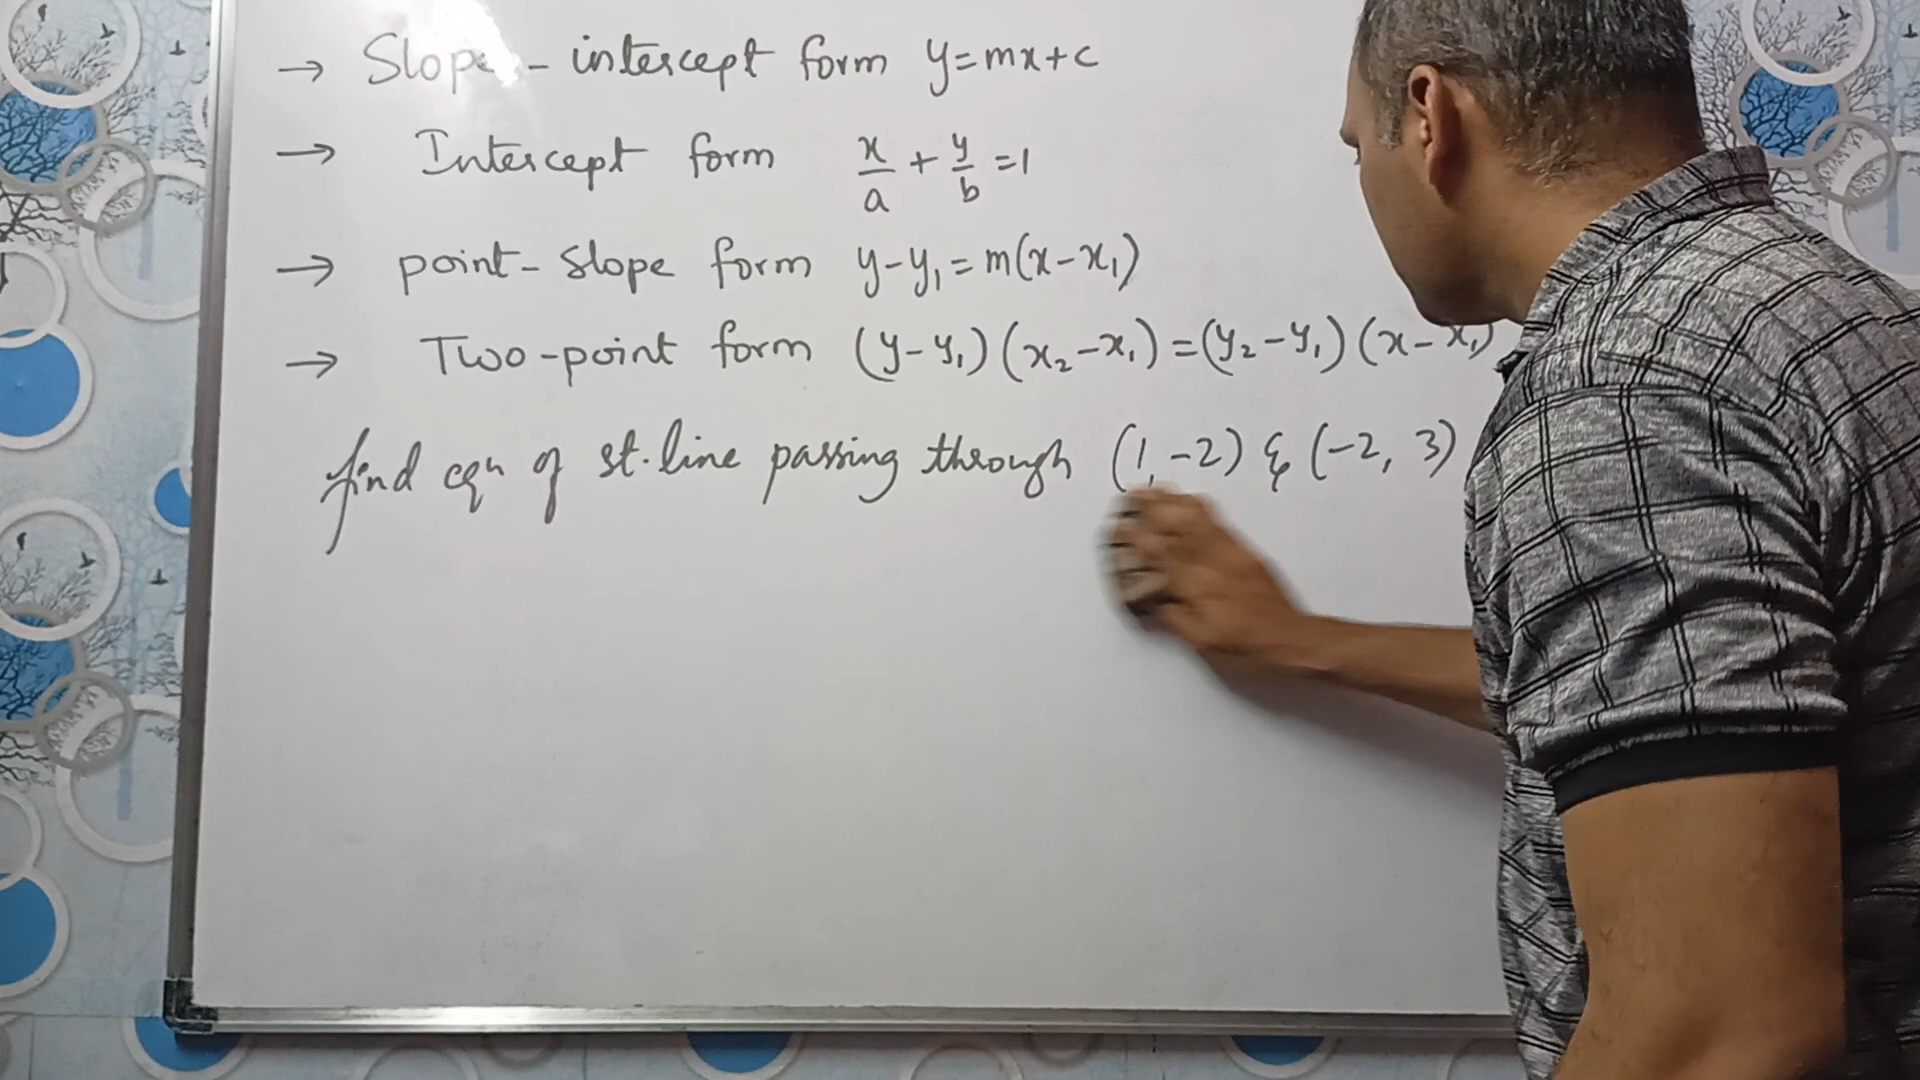 → Slope - intercept form y=mx+c
→ Intercept form x/a + y/b =1
→ point - slope form y-y₁ = m(x-x₁)
→ Two-point form (y-y₁)(x₂-x₁)=(y₂-y₁)(x-x₁)
find eqn of st.line passing through (1,-2) & (-2, 3)